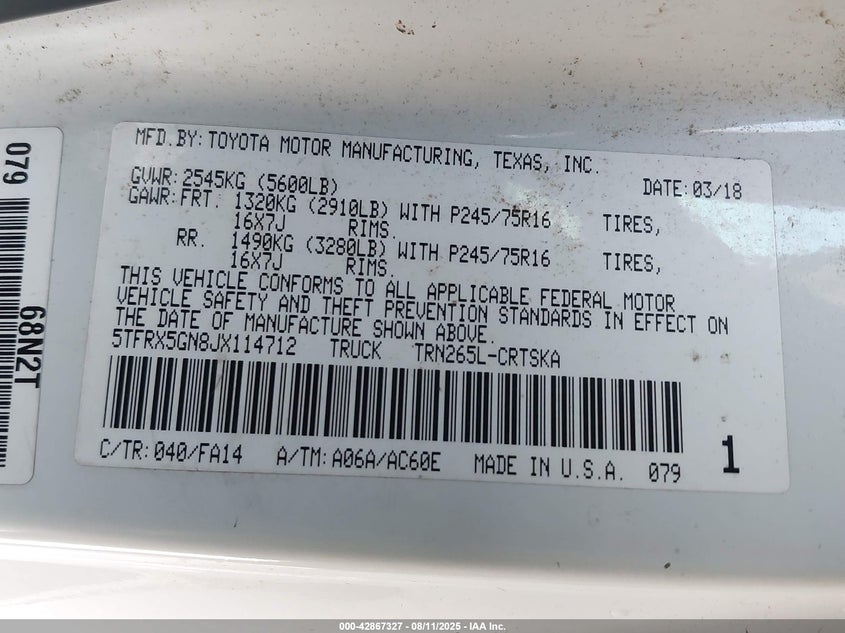 079
68N2T
MFD.BY:TOYOTA MOTOR MANUFACTURING, TEXAS, INC.
GVWR:2545KG (5600LB) DATE:03/18
GAWR:FRT. 1320KG (2910LB) WITH P245/75R16 TIRES,
16X7J RIMS.
RR. 1490KG (3280LB) WITH P245/75R16 TIRES,
16X7J RIMS.
THIS VEHICLE CONFORMS TO ALL APPLICABLE FEDERAL MOTOR
VEHICLE SAFETY AND THEFT PREVENTION STANDARDS IN EFFECT ON
THE DATE OF MANUFACTURE SHOWN ABOVE.
5TFRX5GN8JX114712 TRUCK TRN265L-CRTSKA
C/TR:040/FA14 A/TM:A06A/AC60E MADE IN U.S.A. 079 1
000-42867327 - 08/11/2025 - IAA Inc.